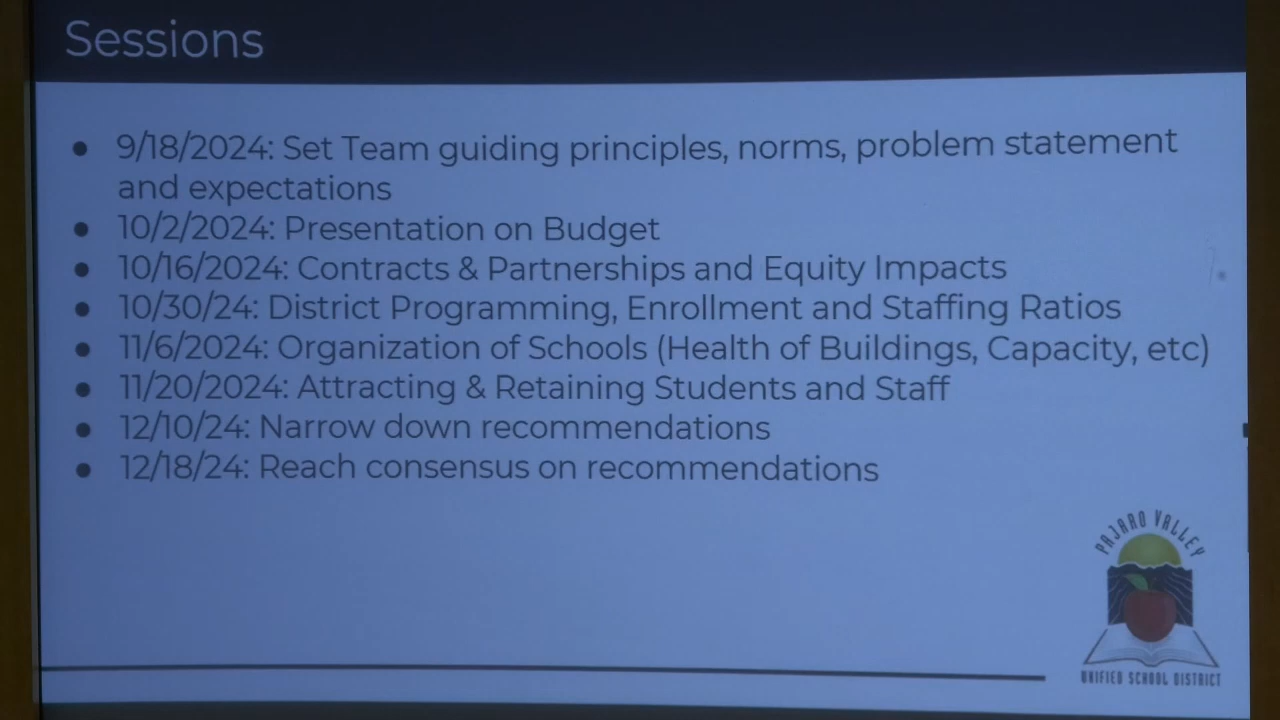 Sessions
● 9/18/2024: Set Team guiding principles, norms, problem statement
and expectations
● 10/2/2024: Presentation on Budget
● 10/16/2024: Contracts & Partnerships and Equity Impacts
● 10/30/24: District Programming, Enrollment and Staffing Ratios
● 11/6/2024: Organization of Schools (Health of Buildings, Capacity, etc)
● 11/20/2024: Attracting & Retaining Students and Staff
● 12/10/24: Narrow down recommendations
● 12/18/24: Reach consensus on recommendations
PAJARO VALLEY
UNIFIED SCHOOL DISTRICT